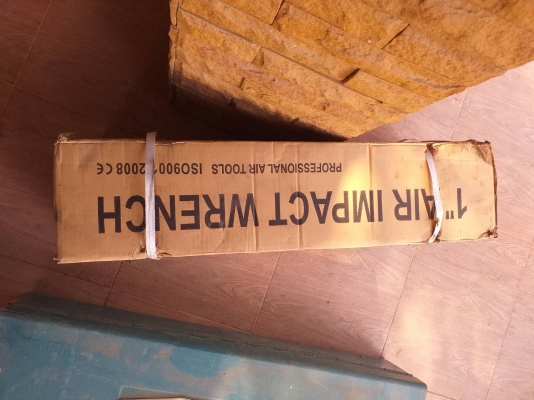 1" AIR IMPACT WRENCH
PROFESSIONAL AIR TOOLS ISO9001:2008 CE